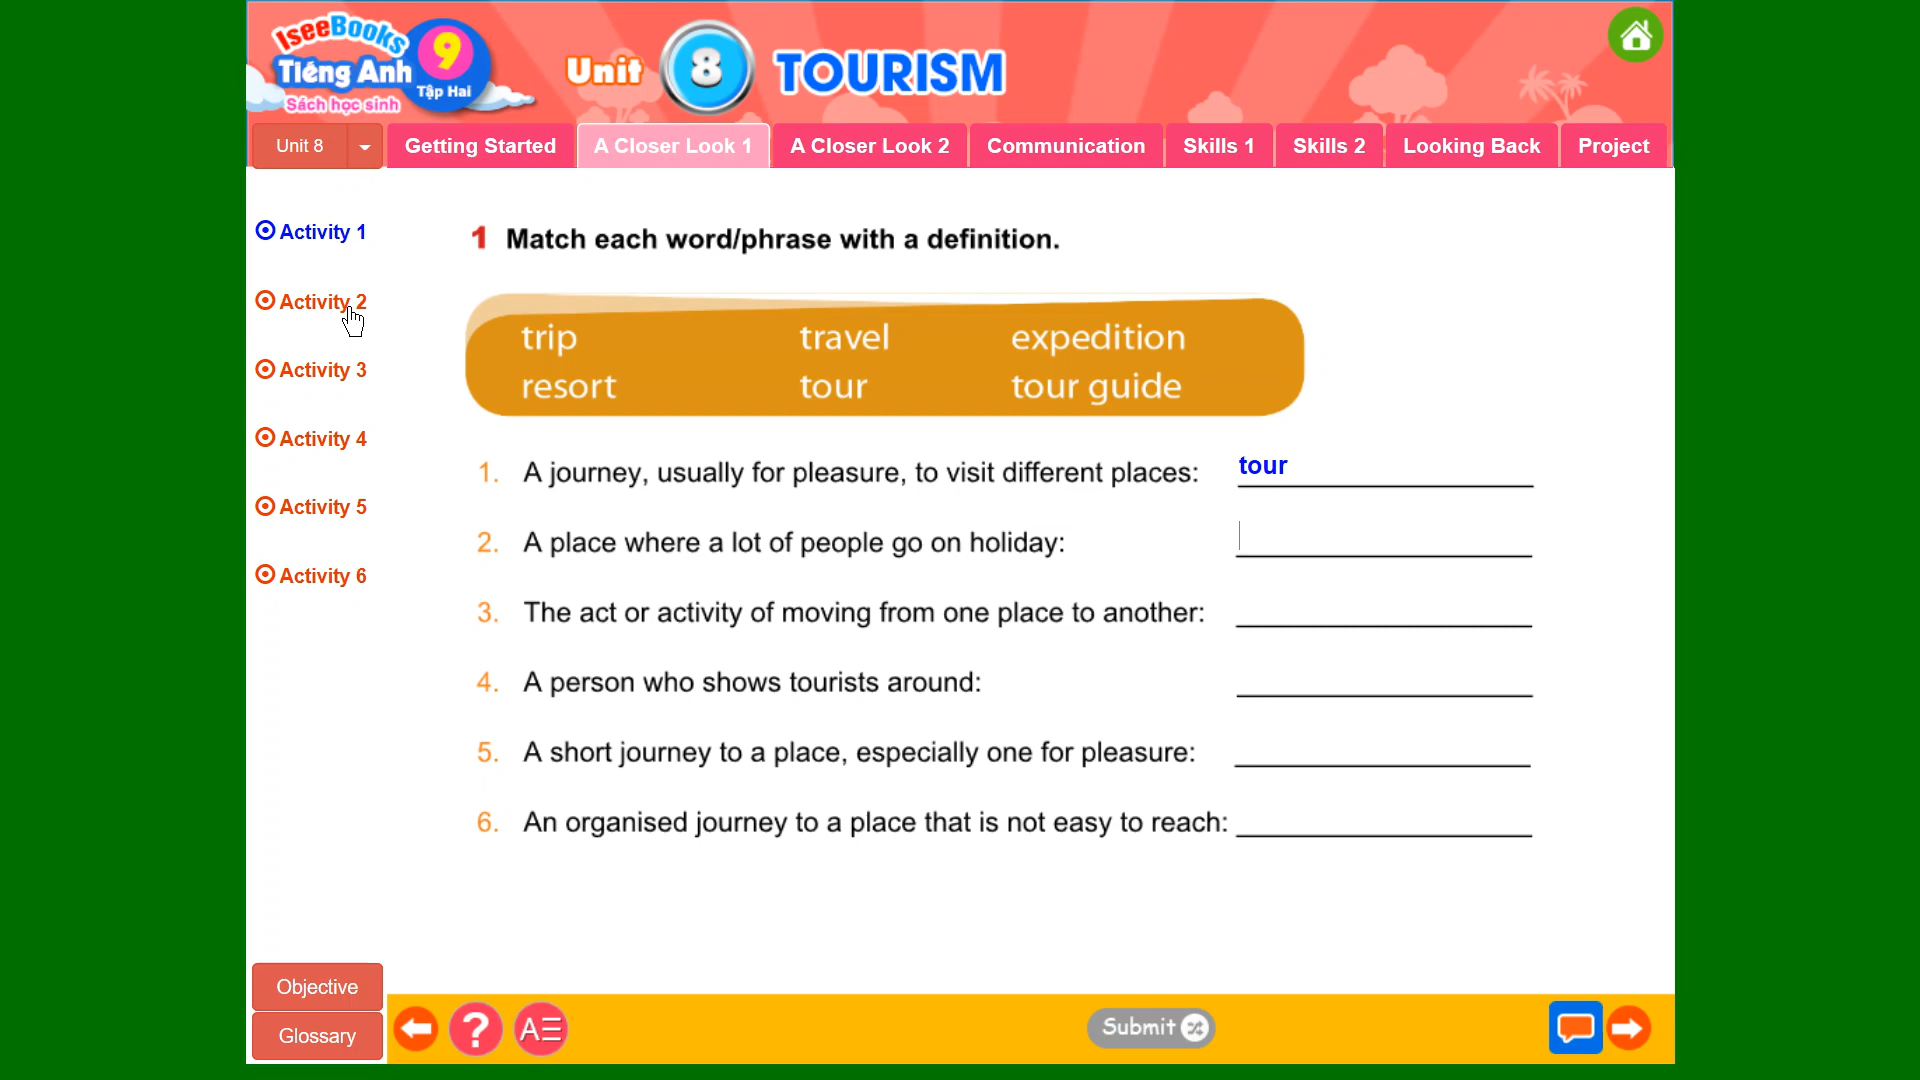 IseeBooks
Tiếng Anh 9
Tập Hai
Sách học sinh
Unit 8 TOURISM
Unit 8
Getting Started
A Closer Look 1
A Closer Look 2
Communication
Skills 1
Skills 2
Looking Back
Project
Activity 1
Activity 2
Activity 3
Activity 4
Activity 5
Activity 6
1 Match each word/phrase with a definition.
trip travel expedition
resort tour tour guide
1. A journey, usually for pleasure, to visit different places: tour
2. A place where a lot of people go on holiday:
3. The act or activity of moving from one place to another:
4. A person who shows tourists around:
5. A short journey to a place, especially one for pleasure:
6. An organised journey to a place that is not easy to reach:
Objective
Glossary
?
A
Submit